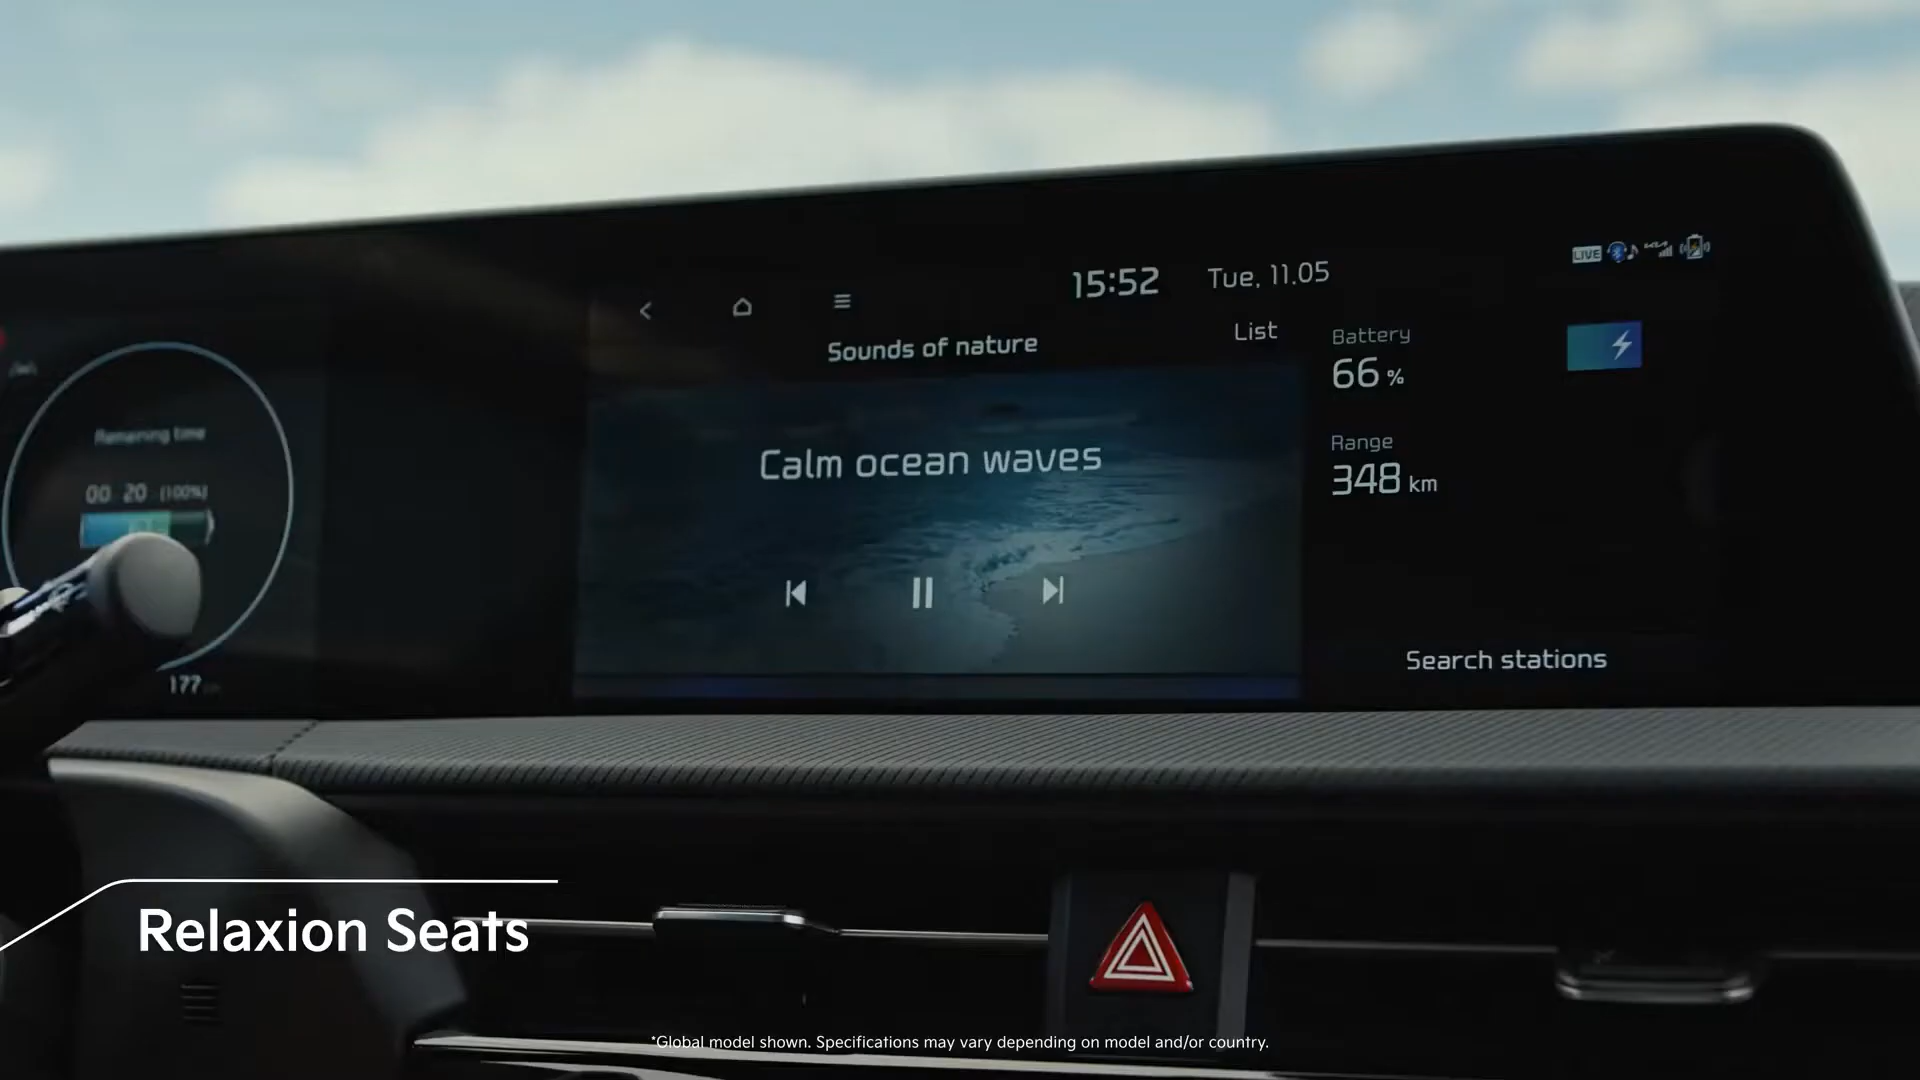 15:52 Tue, 11.05
LIVE
Sounds of nature
List
Battery
66 %
Remaining time
Calm ocean waves
Range
348 km
00 20 (100%)
Search stations
177
Relaxion Seats
*Global model shown. Specifications may vary depending on model and/or country.